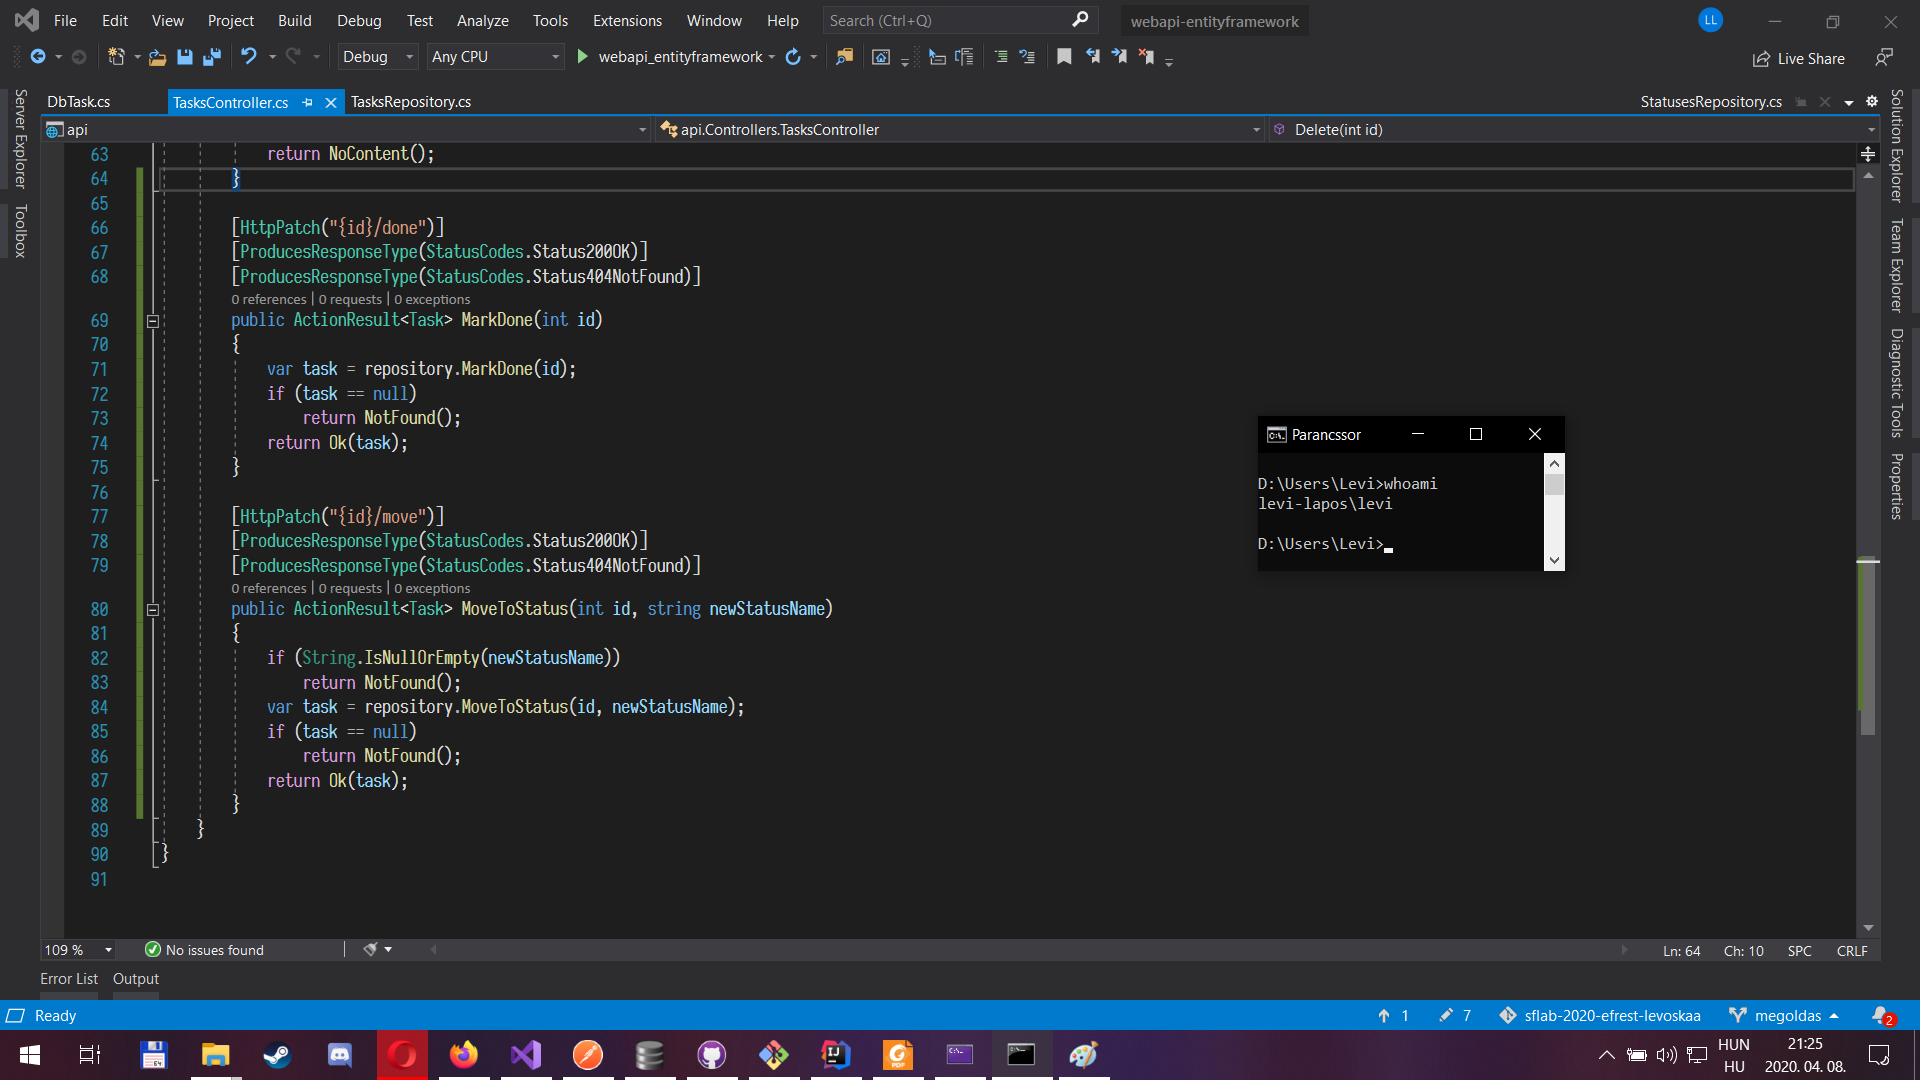 File Edit View Project Build Debug Test Analyze Tools Extensions Window Help Search (Ctrl+Q) webapi-entityframework LL
Debug Any CPU webapi_entityframework Live Share
DbTask.cs TasksController.cs TasksRepository.cs StatusesRepository.cs
api api.Controllers.TasksController Delete(int id)
Server Explorer
Toolbox
63 return NoContent();
64 }
65
66 [HttpPatch("{id}/done")]
67 [ProducesResponseType(StatusCodes.Status200OK)]
68 [ProducesResponseType(StatusCodes.Status404NotFound)]
0 references | 0 requests | 0 exceptions
69 public ActionResult<Task> MarkDone(int id)
70 {
71 var task = repository.MarkDone(id);
72 if (task == null)
73 return NotFound();
74 return Ok(task);
75 }
76
77 [HttpPatch("{id}/move")]
78 [ProducesResponseType(StatusCodes.Status200OK)]
79 [ProducesResponseType(StatusCodes.Status404NotFound)]
0 references | 0 requests | 0 exceptions
80 public ActionResult<Task> MoveToStatus(int id, string newStatusName)
81 {
82 if (String.IsNullOrEmpty(newStatusName))
83 return NotFound();
84 var task = repository.MoveToStatus(id, newStatusName);
85 if (task == null)
86 return NotFound();
87 return Ok(task);
88 }
89 }
90 }
91
Parancssor
D:\Users\Levi>whoami
levi-lapos\levi
D:\Users\Levi>
Solution Explorer
Team Explorer
Diagnostic Tools
Properties
109 % No issues found Ln: 64 Ch: 10 SPC CRLF
Error List Output
Ready 1 7 sflab-2020-efrest-levoskaa megoldas 2
HUN 21:25
HU 2020. 04. 08.